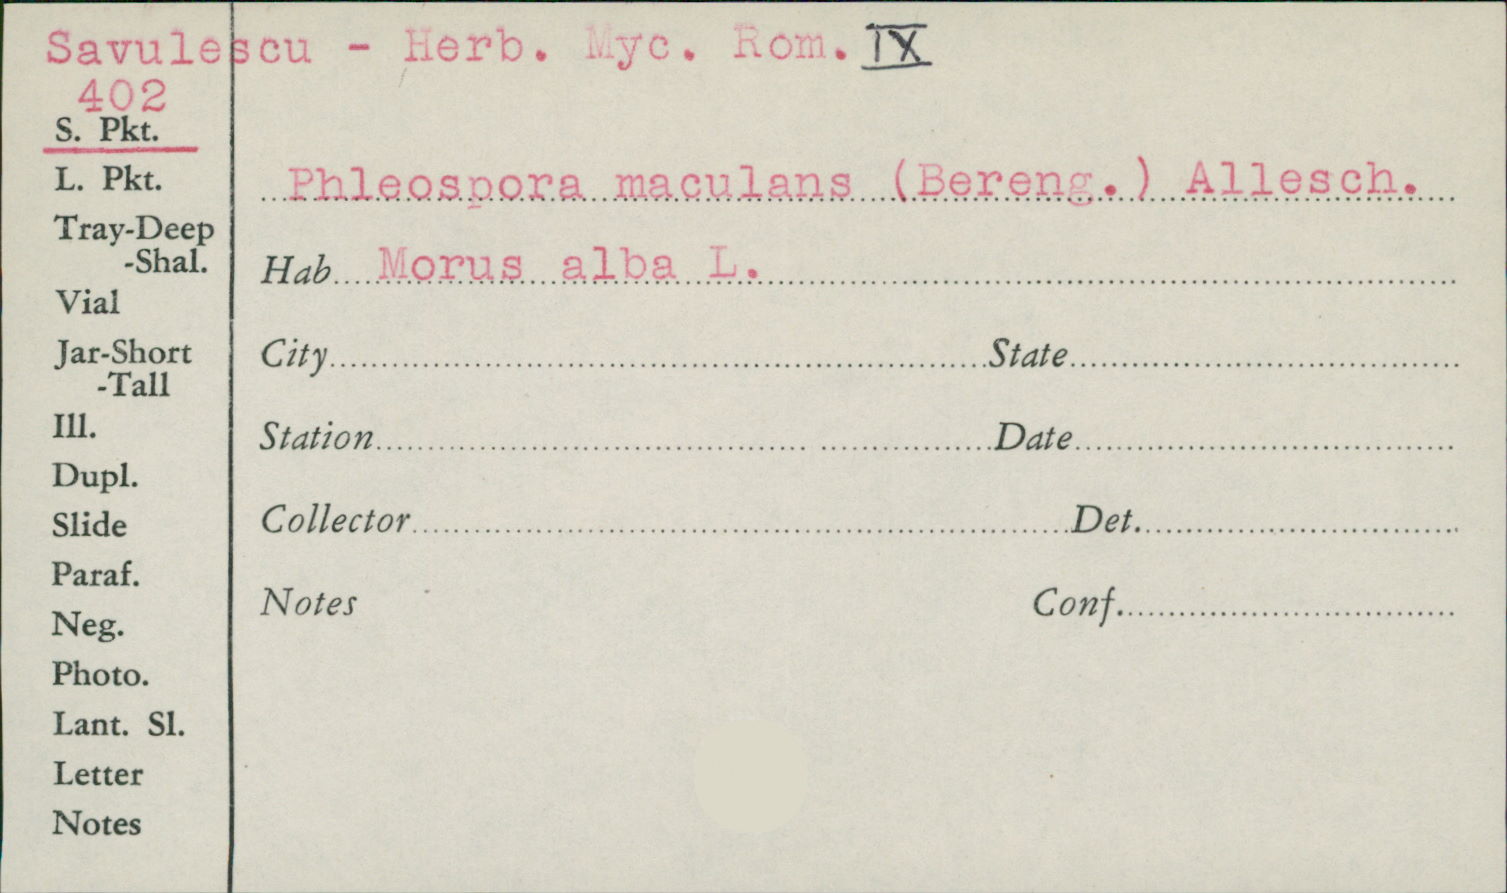 Savulescu - Herb. Myc. Rom. IX
402
S. Pkt.
L. Pkt.
Phleospora maculans (Bereng.) Allesch.
Tray-Deep
-Shal.
Hab Morus alba L.
Vial
Jar-Short
-Tall
City State
Ill.
Station Date
Dupl.
Slide
Collector Det.
Paraf.
Notes Conf.
Neg.
Photo.
Lant. Sl.
Letter
Notes